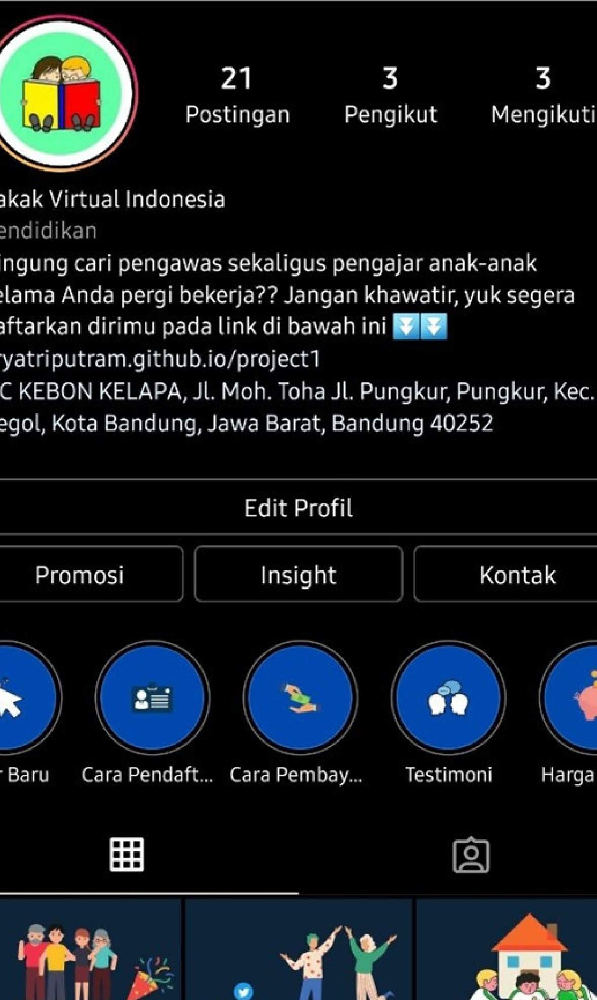 21 3 3
Postingan Pengikut Mengikuti
akak Virtual Indonesia
endidikan
ingung cari pengawas sekaligus pengajar anak-anak
elama Anda pergi bekerja?? Jangan khawatir, yuk segera
aftarkan dirimu pada link di bawah ini ⏬⏬
ryatriputram.github.io/project1
C KEBON KELAPA, Jl. Moh. Toha Jl. Pungkur, Pungkur, Kec.
egol, Kota Bandung, Jawa Barat, Bandung 40252
Edit Profil
Promosi Insight Kontak
r Baru Cara Pendaft... Cara Pembay... Testimoni Harga